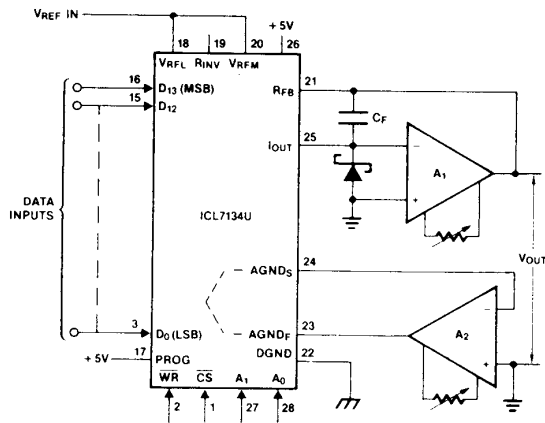 VREF IN
+5V
18
19
20
26
VRFL
RINV
VRFM
16
D13 (MSB)
15
D12
RFB
21
CF
IOUT
25
−
A1
+
DATA
INPUTS
ICL7134U
VOUT
AGNDS
24
−
A2
+
3
D0 (LSB)
AGNDF
23
17
+5V
PROG
DGND
22
WR
CS
A1
A0
2
1
27
28